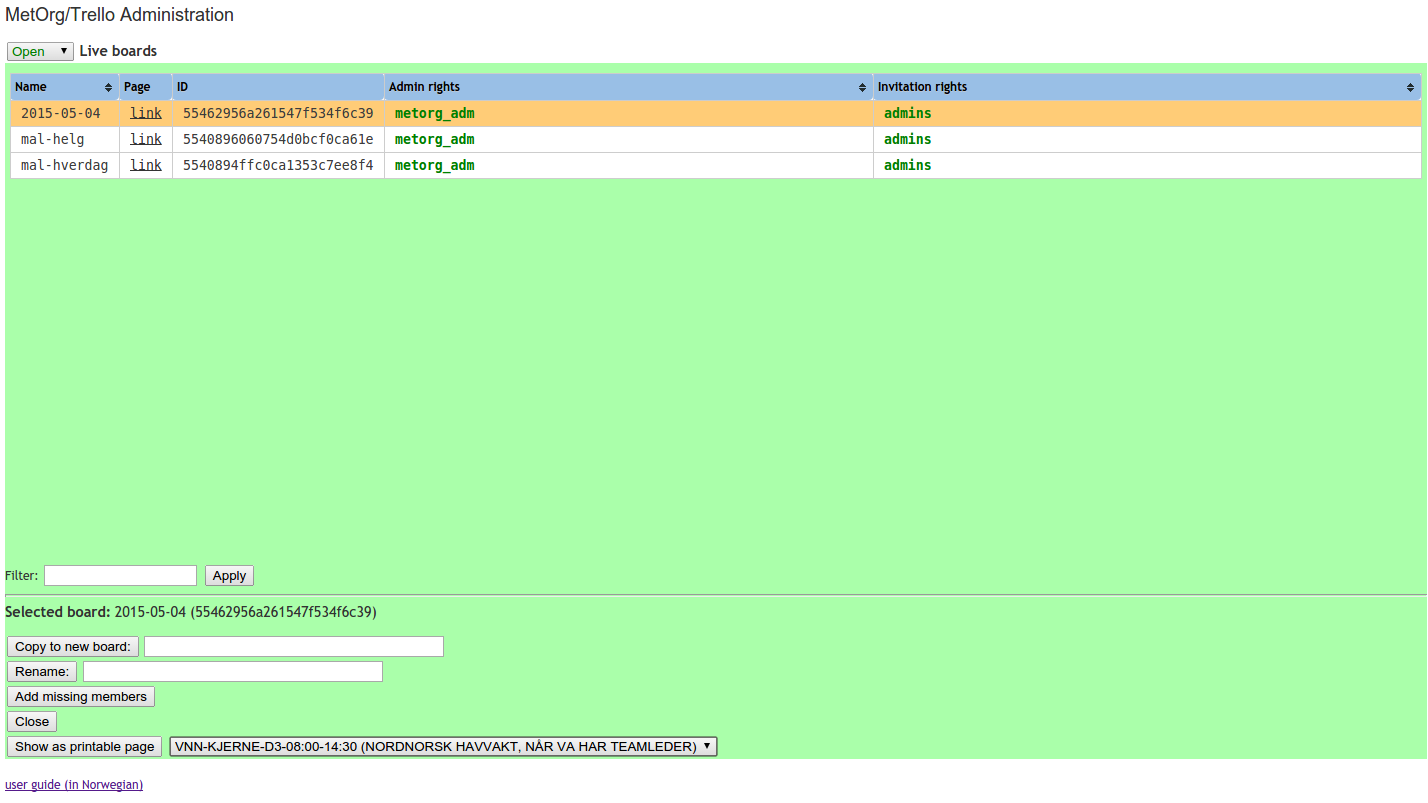 MetOrg/Trello Administration
Open Live boards
Name Page ID Admin rights Invitation rights
2015-05-04 link 55462956a261547f534f6c39 metorg_adm admins
mal-helg link 5540896060754d0bcf0ca61e metorg_adm admins
mal-hverdag link 5540894ffc0ca1353c7ee8f4 metorg_adm admins
Filter: Apply
Selected board: 2015-05-04 (55462956a261547f534f6c39)
Copy to new board:
Rename:
Add missing members
Close
Show as printable page VNN-KJERNE-D3-08:00-14:30 (NORDNORSK HAVVAKT, NÅR VA HAR TEAMLEDER)
user guide (in Norwegian)